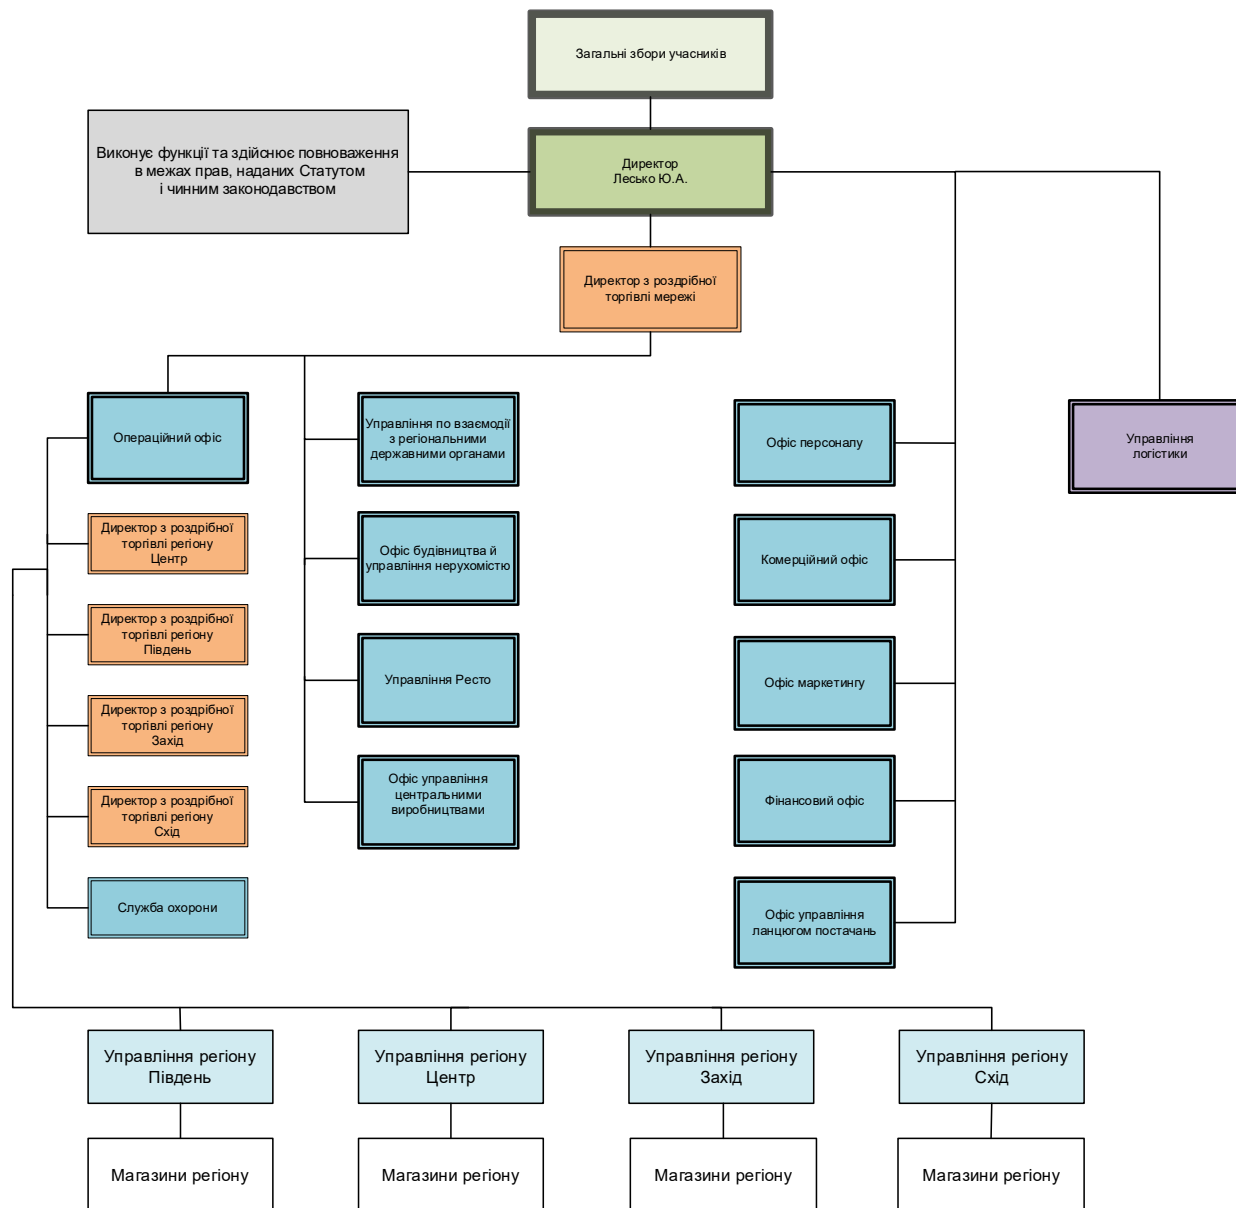 Загальні збори учасників
Виконує функції та здійснює повноваження
в межах прав, наданих Статутом
і чинним законодавством
Директор
Лесько Ю.А.
Директор з роздрібної
торгівлі мережі
Операційний офіс
Управління по взаємодії
з регіональними
державними органами
Офіс персоналу
Управління
логістики
Директор з роздрібної
торгівлі регіону
Центр
Офіс будівництва й
управління нерухомістю
Комерційний офіс
Директор з роздрібної
торгівлі регіону
Південь
Управління Ресто
Офіс маркетингу
Директор з роздрібної
торгівлі регіону
Захід
Офіс управління
центральними
виробництвами
Фінансовий офіс
Директор з роздрібної
торгівлі регіону
Схід
Служба охорони
Офіс управління
ланцюгом постачань
Управління регіону
Південь
Управління регіону
Центр
Управління регіону
Захід
Управління регіону
Схід
Магазини регіону
Магазини регіону
Магазини регіону
Магазини регіону